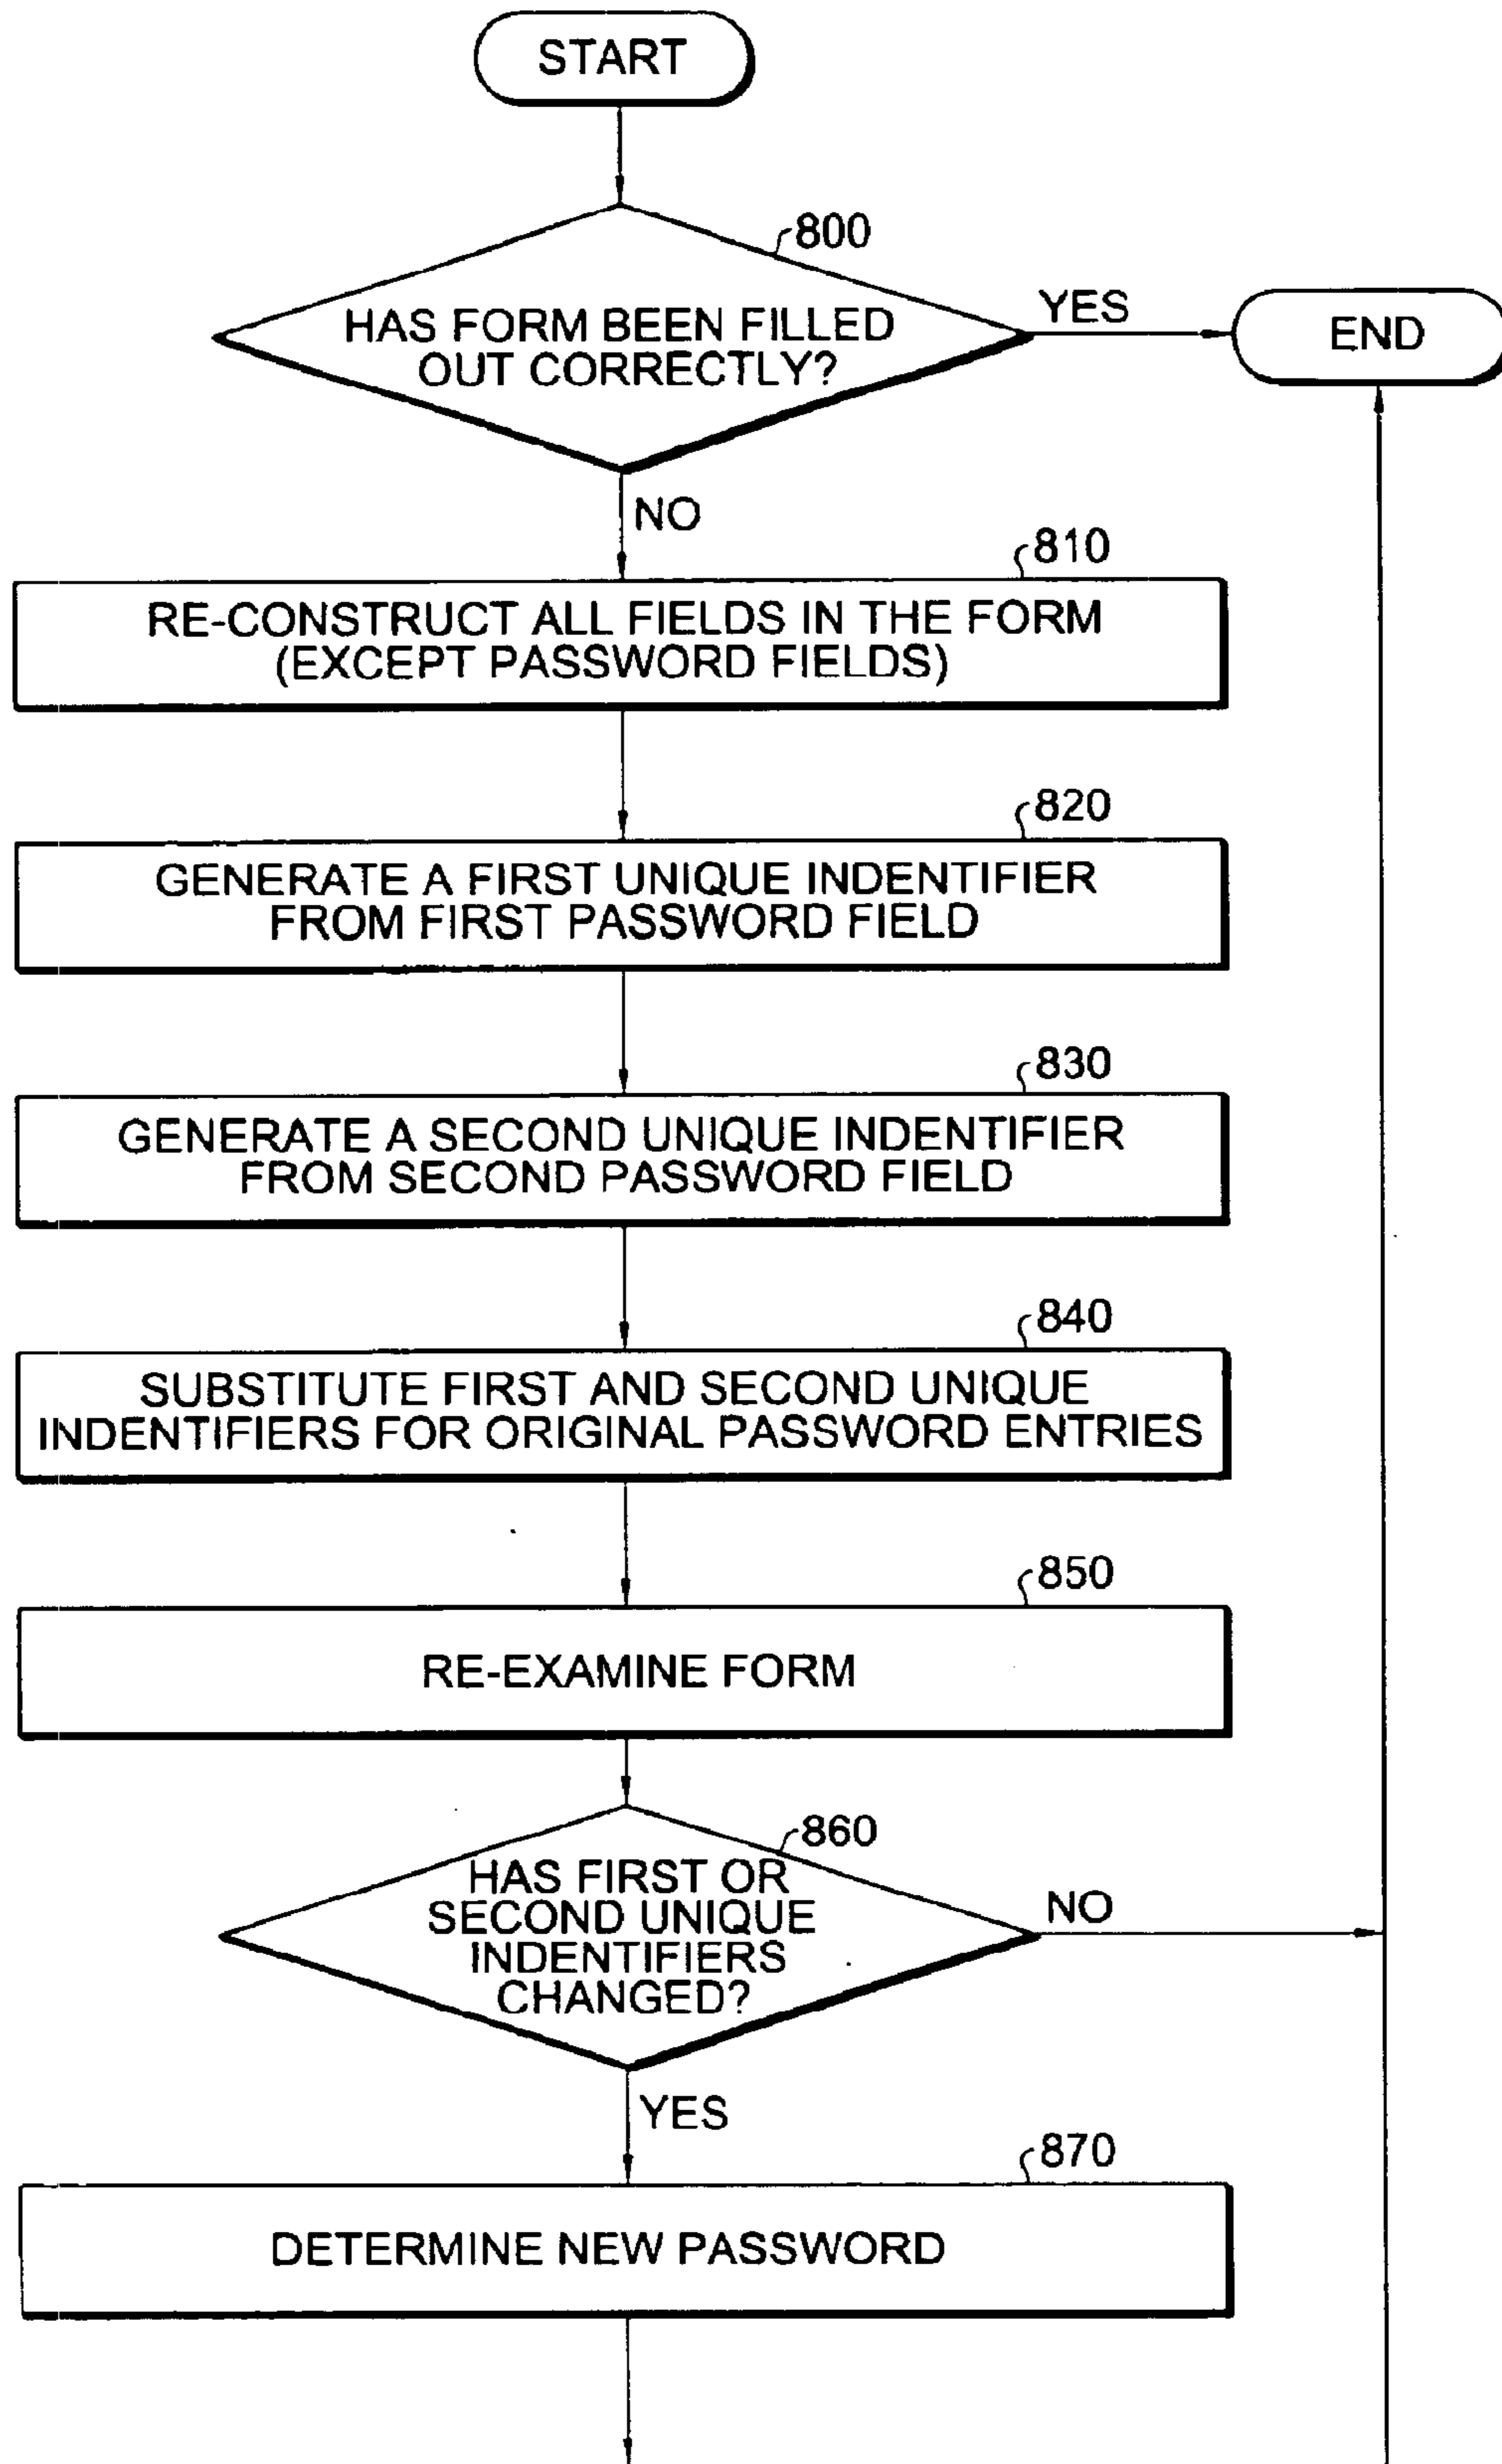 START
800
HAS FORM BEEN FILLED
OUT CORRECTLY?
YES
END
NO
810
RE-CONSTRUCT ALL FIELDS IN THE FORM
(EXCEPT PASSWORD FIELDS)
820
GENERATE A FIRST UNIQUE INDENTIFIER
FROM FIRST PASSWORD FIELD
830
GENERATE A SECOND UNIQUE INDENTIFIER
FROM SECOND PASSWORD FIELD
840
SUBSTITUTE FIRST AND SECOND UNIQUE
INDENTIFIERS FOR ORIGINAL PASSWORD ENTRIES
850
RE-EXAMINE FORM
860
HAS FIRST OR
SECOND UNIQUE
INDENTIFIERS
CHANGED?
NO
YES
870
DETERMINE NEW PASSWORD